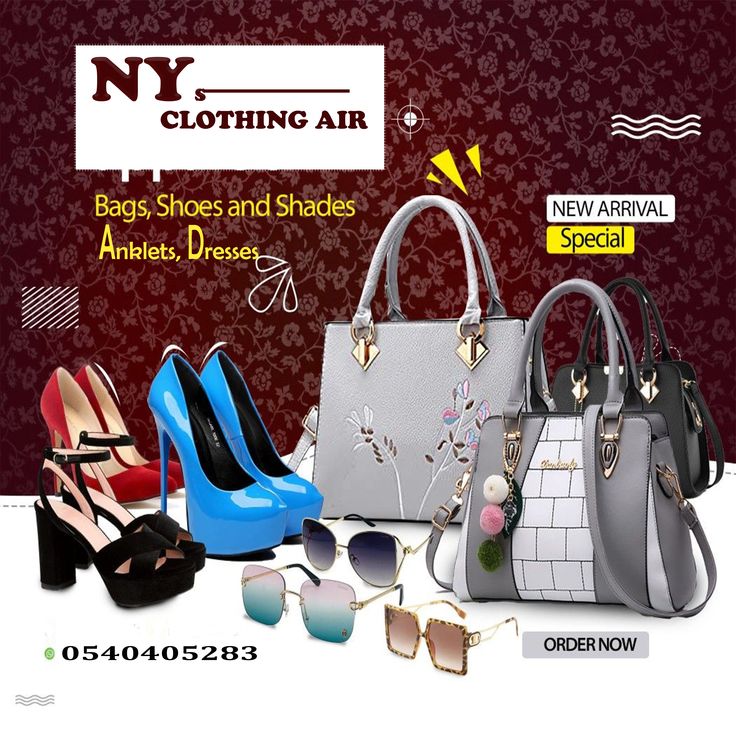 NYs
CLOTHING AIR
Bags, Shoes and Shades
Anklets, Dresses
NEW ARRIVAL
Special
ORDER NOW
0540405283